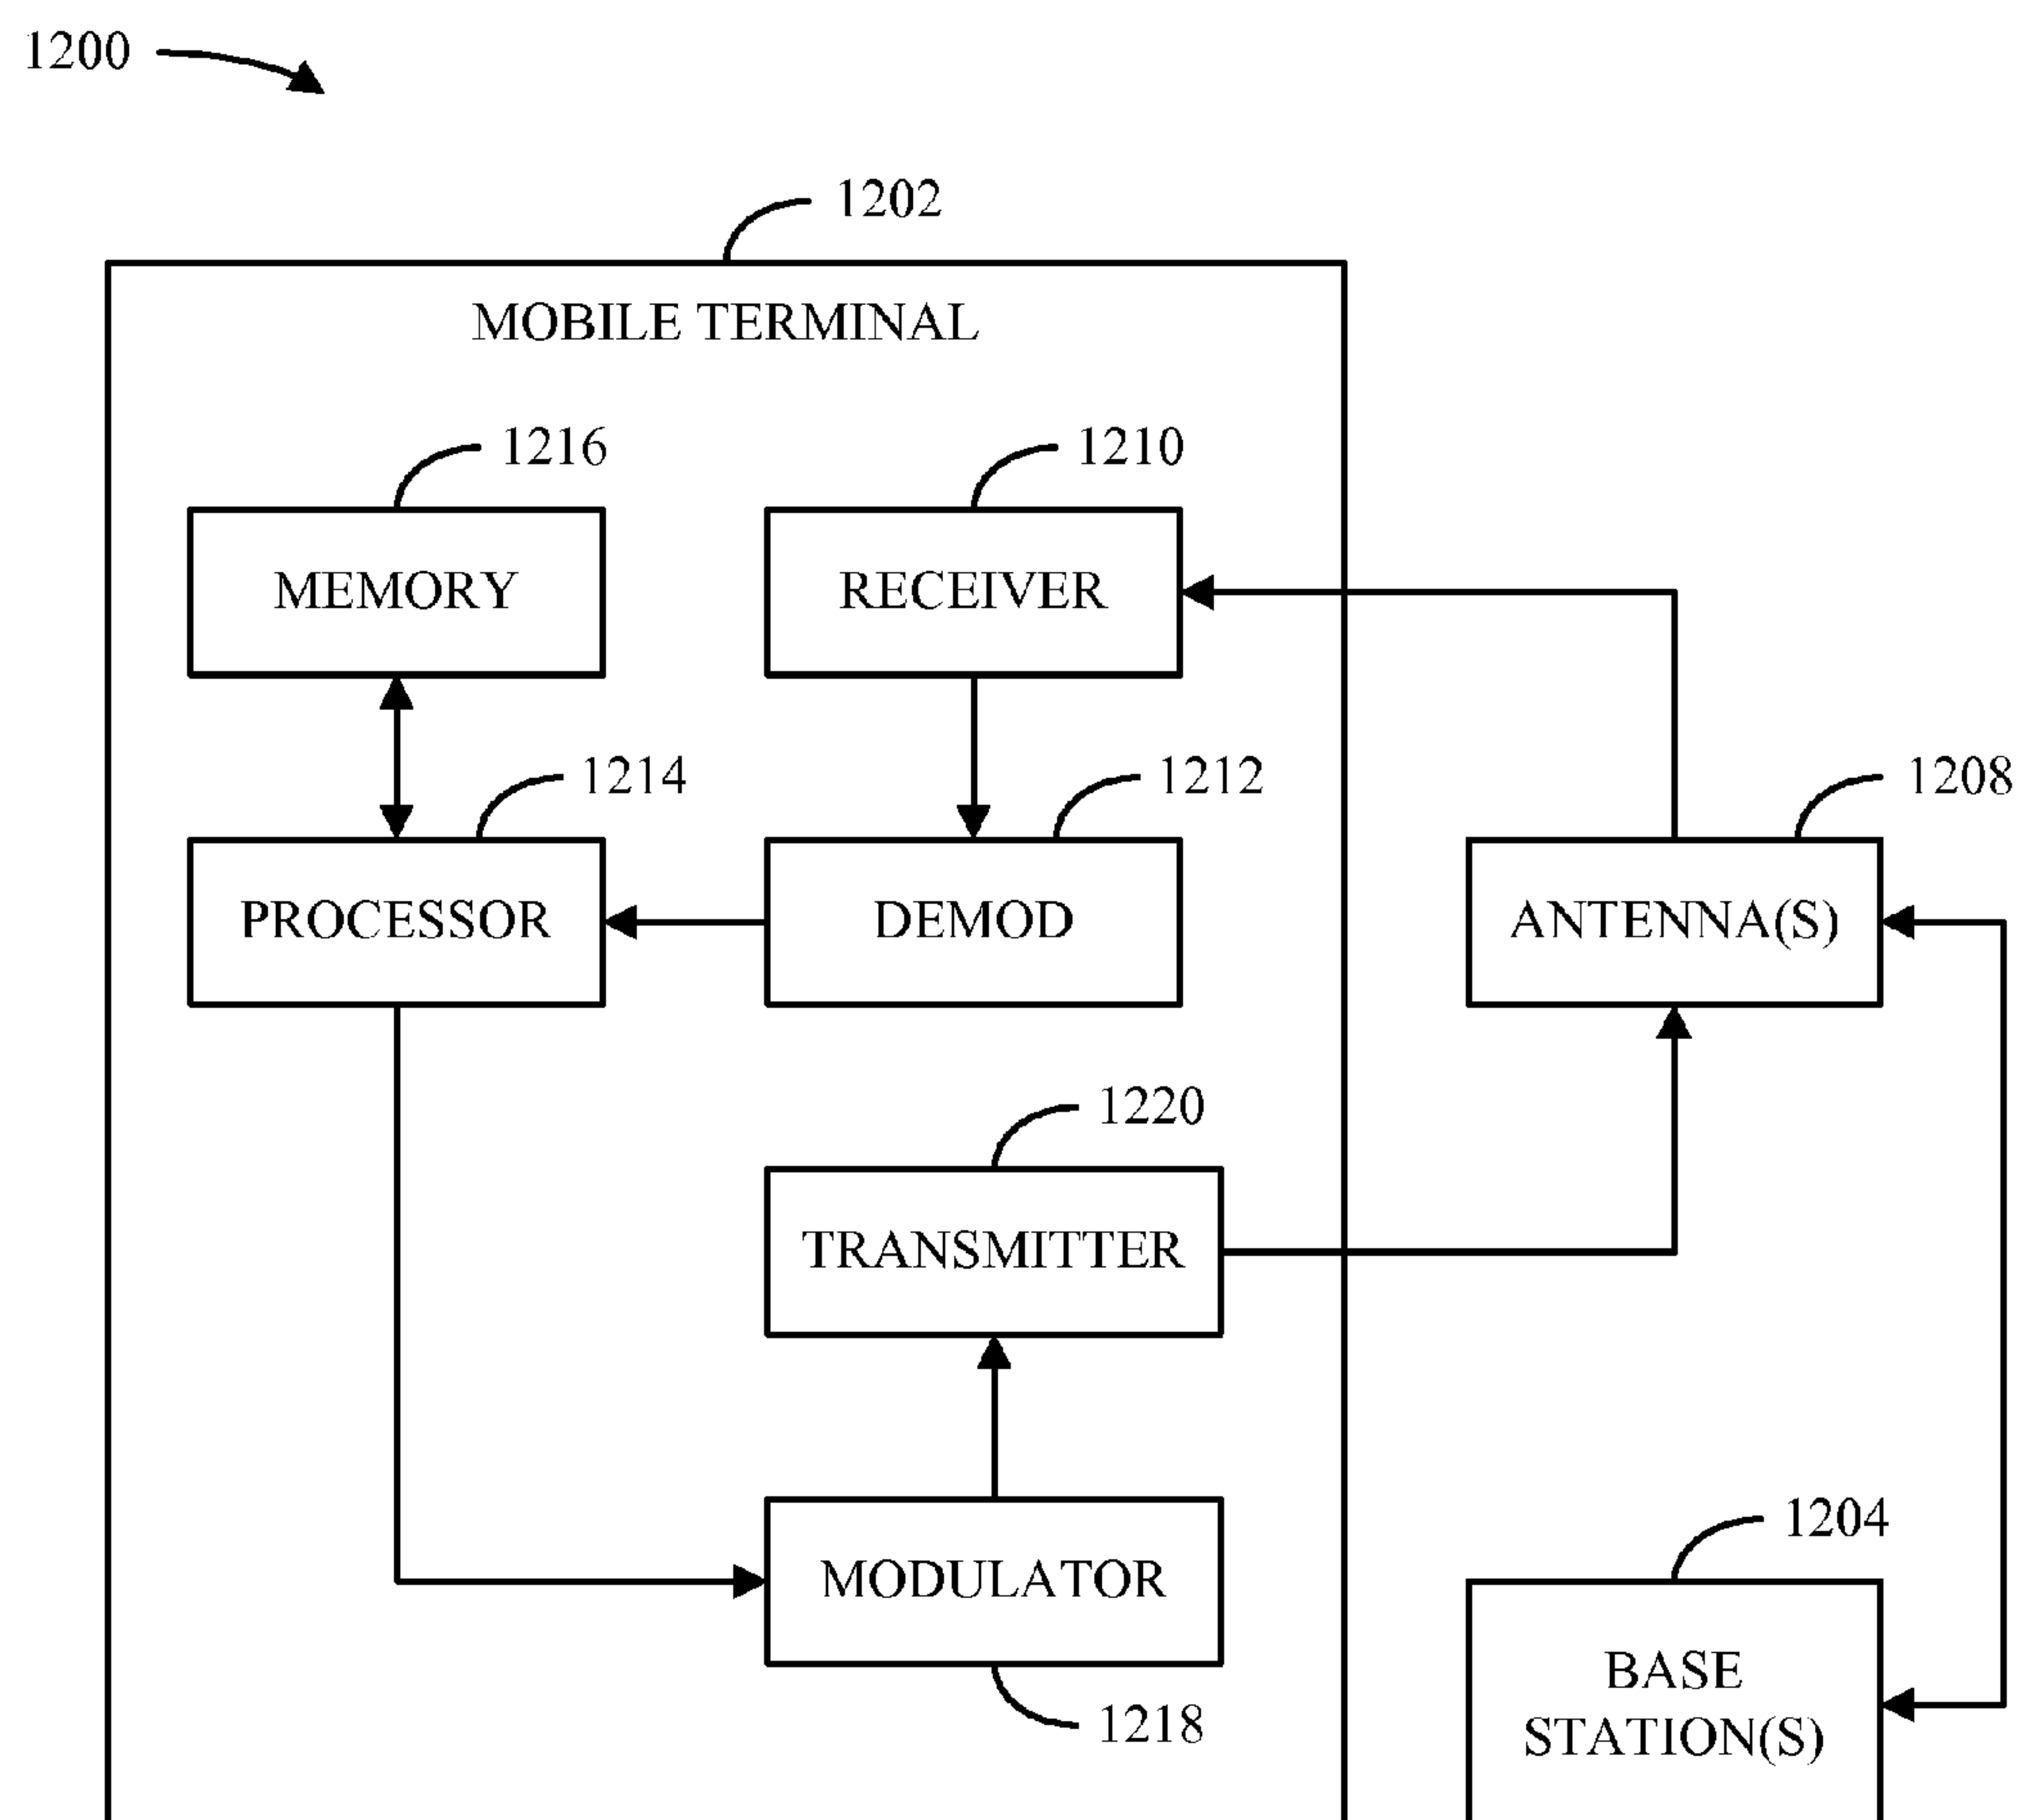 1200
1202
MOBILE TERMINAL
1216
1210
MEMORY
RECEIVER
1214
1212
1208
PROCESSOR
DEMOD
ANTENNA(S)
1220
TRANSMITTER
1204
MODULATOR
BASE
STATION(S)
1218